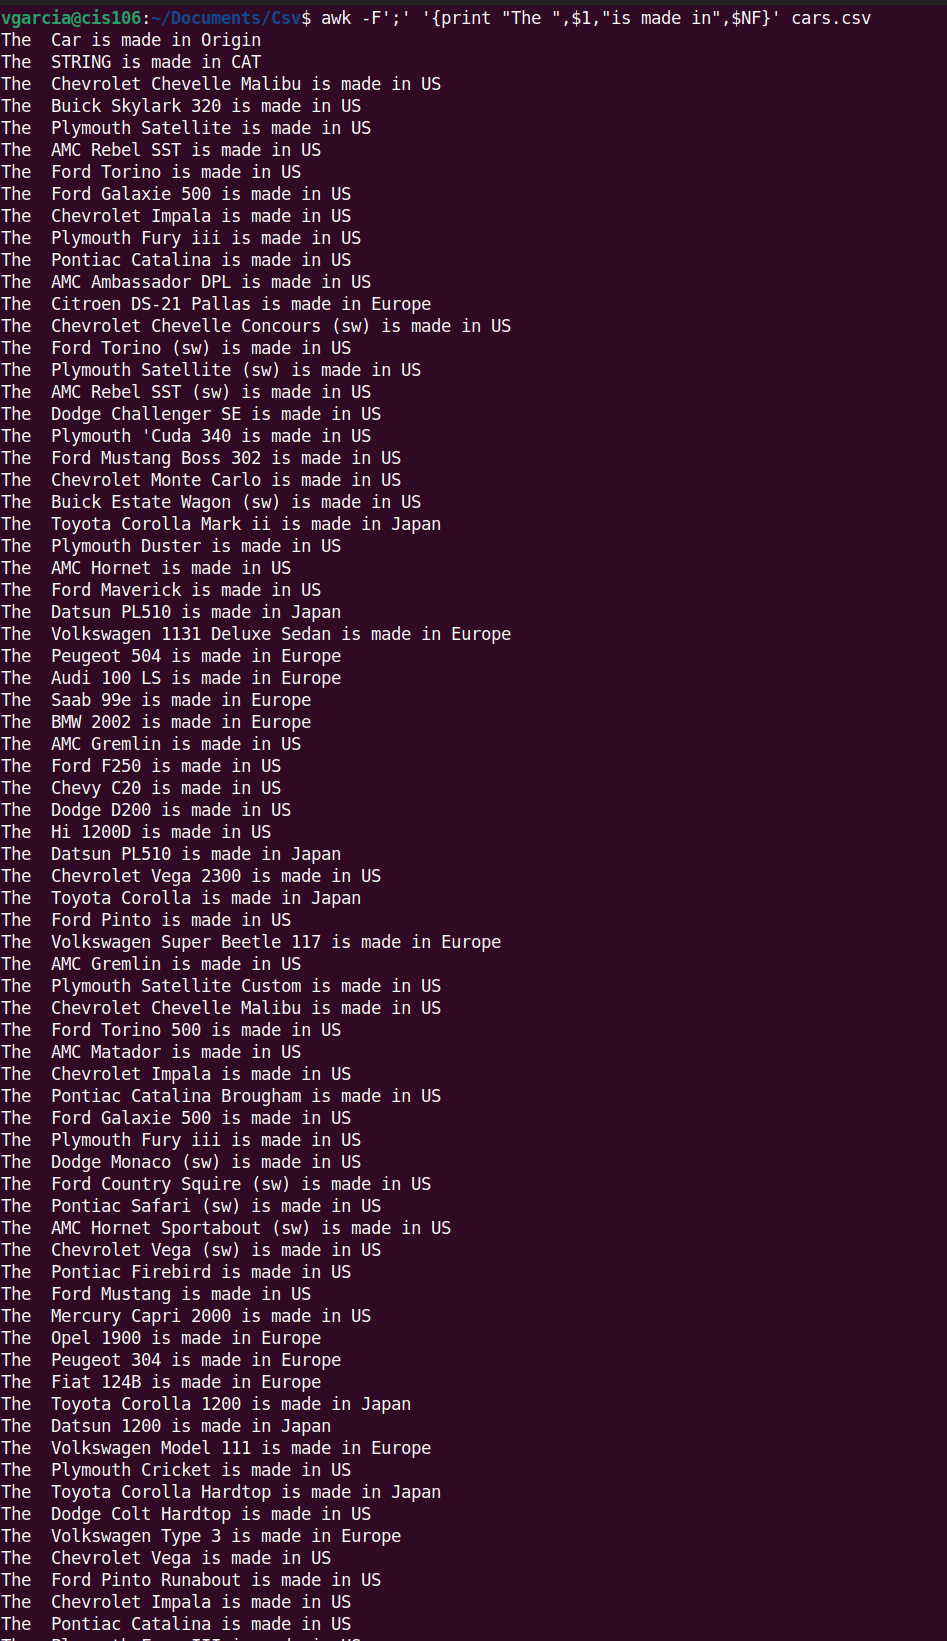 vgarcia@cis106:~/Documents/Csv$ awk -F';' '{print "The ",$1,"is made in",$NF}' cars.csv
The  Car is made in Origin
The  STRING is made in CAT
The  Chevrolet Chevelle Malibu is made in US
The  Buick Skylark 320 is made in US
The  Plymouth Satellite is made in US
The  AMC Rebel SST is made in US
The  Ford Torino is made in US
The  Ford Galaxie 500 is made in US
The  Chevrolet Impala is made in US
The  Plymouth Fury iii is made in US
The  Pontiac Catalina is made in US
The  AMC Ambassador DPL is made in US
The  Citroen DS-21 Pallas is made in Europe
The  Chevrolet Chevelle Concours (sw) is made in US
The  Ford Torino (sw) is made in US
The  Plymouth Satellite (sw) is made in US
The  AMC Rebel SST (sw) is made in US
The  Dodge Challenger SE is made in US
The  Plymouth 'Cuda 340 is made in US
The  Ford Mustang Boss 302 is made in US
The  Chevrolet Monte Carlo is made in US
The  Buick Estate Wagon (sw) is made in US
The  Toyota Corolla Mark ii is made in Japan
The  Plymouth Duster is made in US
The  AMC Hornet is made in US
The  Ford Maverick is made in US
The  Datsun PL510 is made in Japan
The  Volkswagen 1131 Deluxe Sedan is made in Europe
The  Peugeot 504 is made in Europe
The  Audi 100 LS is made in Europe
The  Saab 99e is made in Europe
The  BMW 2002 is made in Europe
The  AMC Gremlin is made in US
The  Ford F250 is made in US
The  Chevy C20 is made in US
The  Dodge D200 is made in US
The  Hi 1200D is made in US
The  Datsun PL510 is made in Japan
The  Chevrolet Vega 2300 is made in US
The  Toyota Corolla is made in Japan
The  Ford Pinto is made in US
The  Volkswagen Super Beetle 117 is made in Europe
The  AMC Gremlin is made in US
The  Plymouth Satellite Custom is made in US
The  Chevrolet Chevelle Malibu is made in US
The  Ford Torino 500 is made in US
The  AMC Matador is made in US
The  Chevrolet Impala is made in US
The  Pontiac Catalina Brougham is made in US
The  Ford Galaxie 500 is made in US
The  Plymouth Fury iii is made in US
The  Dodge Monaco (sw) is made in US
The  Ford Country Squire (sw) is made in US
The  Pontiac Safari (sw) is made in US
The  AMC Hornet Sportabout (sw) is made in US
The  Chevrolet Vega (sw) is made in US
The  Pontiac Firebird is made in US
The  Ford Mustang is made in US
The  Mercury Capri 2000 is made in US
The  Opel 1900 is made in Europe
The  Peugeot 304 is made in Europe
The  Fiat 124B is made in Europe
The  Toyota Corolla 1200 is made in Japan
The  Datsun 1200 is made in Japan
The  Volkswagen Model 111 is made in Europe
The  Plymouth Cricket is made in US
The  Toyota Corolla Hardtop is made in Japan
The  Dodge Colt Hardtop is made in US
The  Volkswagen Type 3 is made in Europe
The  Chevrolet Vega is made in US
The  Ford Pinto Runabout is made in US
The  Chevrolet Impala is made in US
The  Pontiac Catalina is made in US